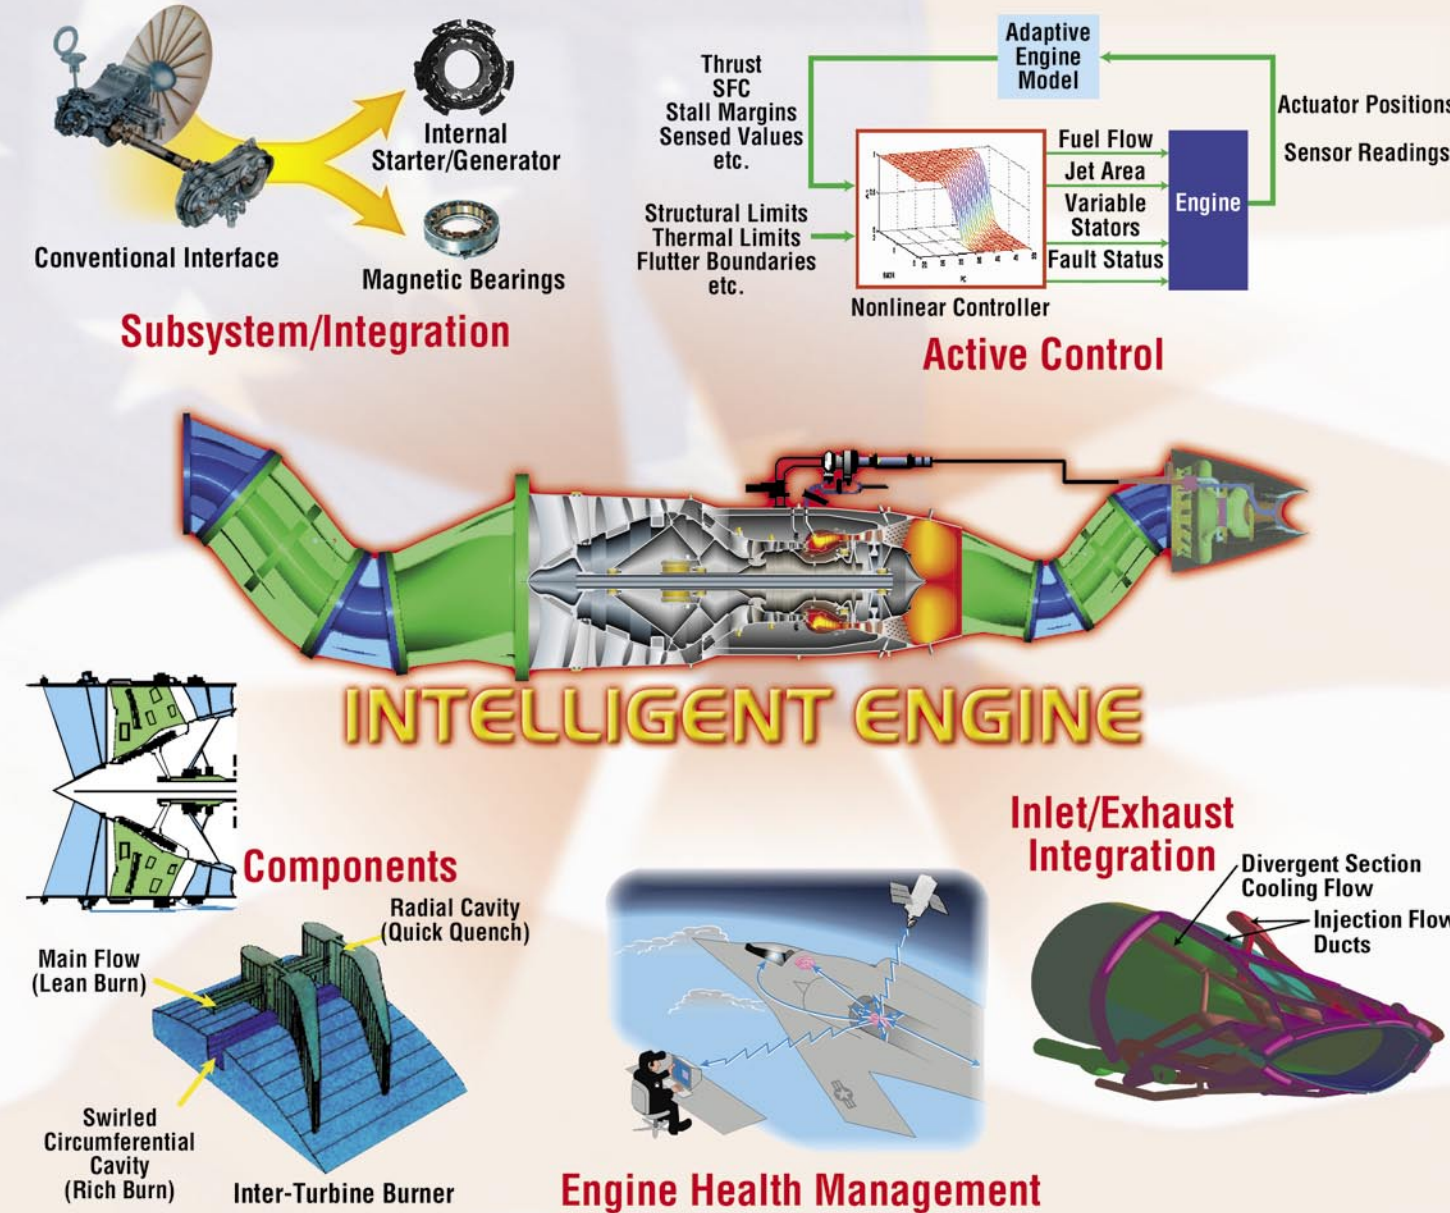 Internal
Starter/Generator
Conventional Interface
Magnetic Bearings
Subsystem/Integration
Adaptive
Engine
Model
Thrust
SFC
Stall Margins
Sensed Values
etc.
Structural Limits
Thermal Limits
Flutter Boundaries
etc.
Fuel Flow
Jet Area
Variable
Stators
Fault Status
Engine
Actuator Positions
Sensor Readings
Nonlinear Controller
Active Control
INTELLIGENT ENGINE
Components
Radial Cavity
(Quick Quench)
Main Flow
(Lean Burn)
Swirled
Circumferential
Cavity
(Rich Burn)
Inter-Turbine Burner
Engine Health Management
Inlet/Exhaust
Integration
Divergent Section
Cooling Flow
Injection Flow
Ducts